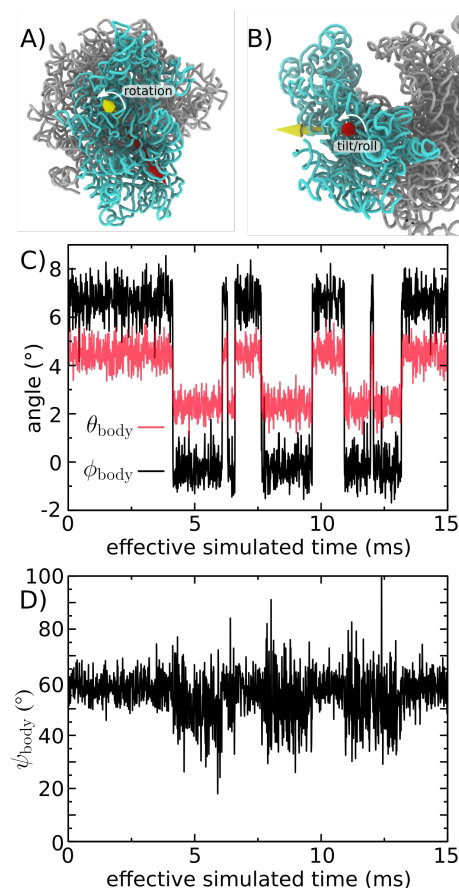 A)
rotation
B)
tilt/roll
C)
8
6
4
2
0
-2
angle (°)
θbody
ϕbody
0 5 10 15
effective simulated time (ms)
D)
100
80
60
40
20
0
ψbody (°)
0 5 10 15
effective simulated time (ms)